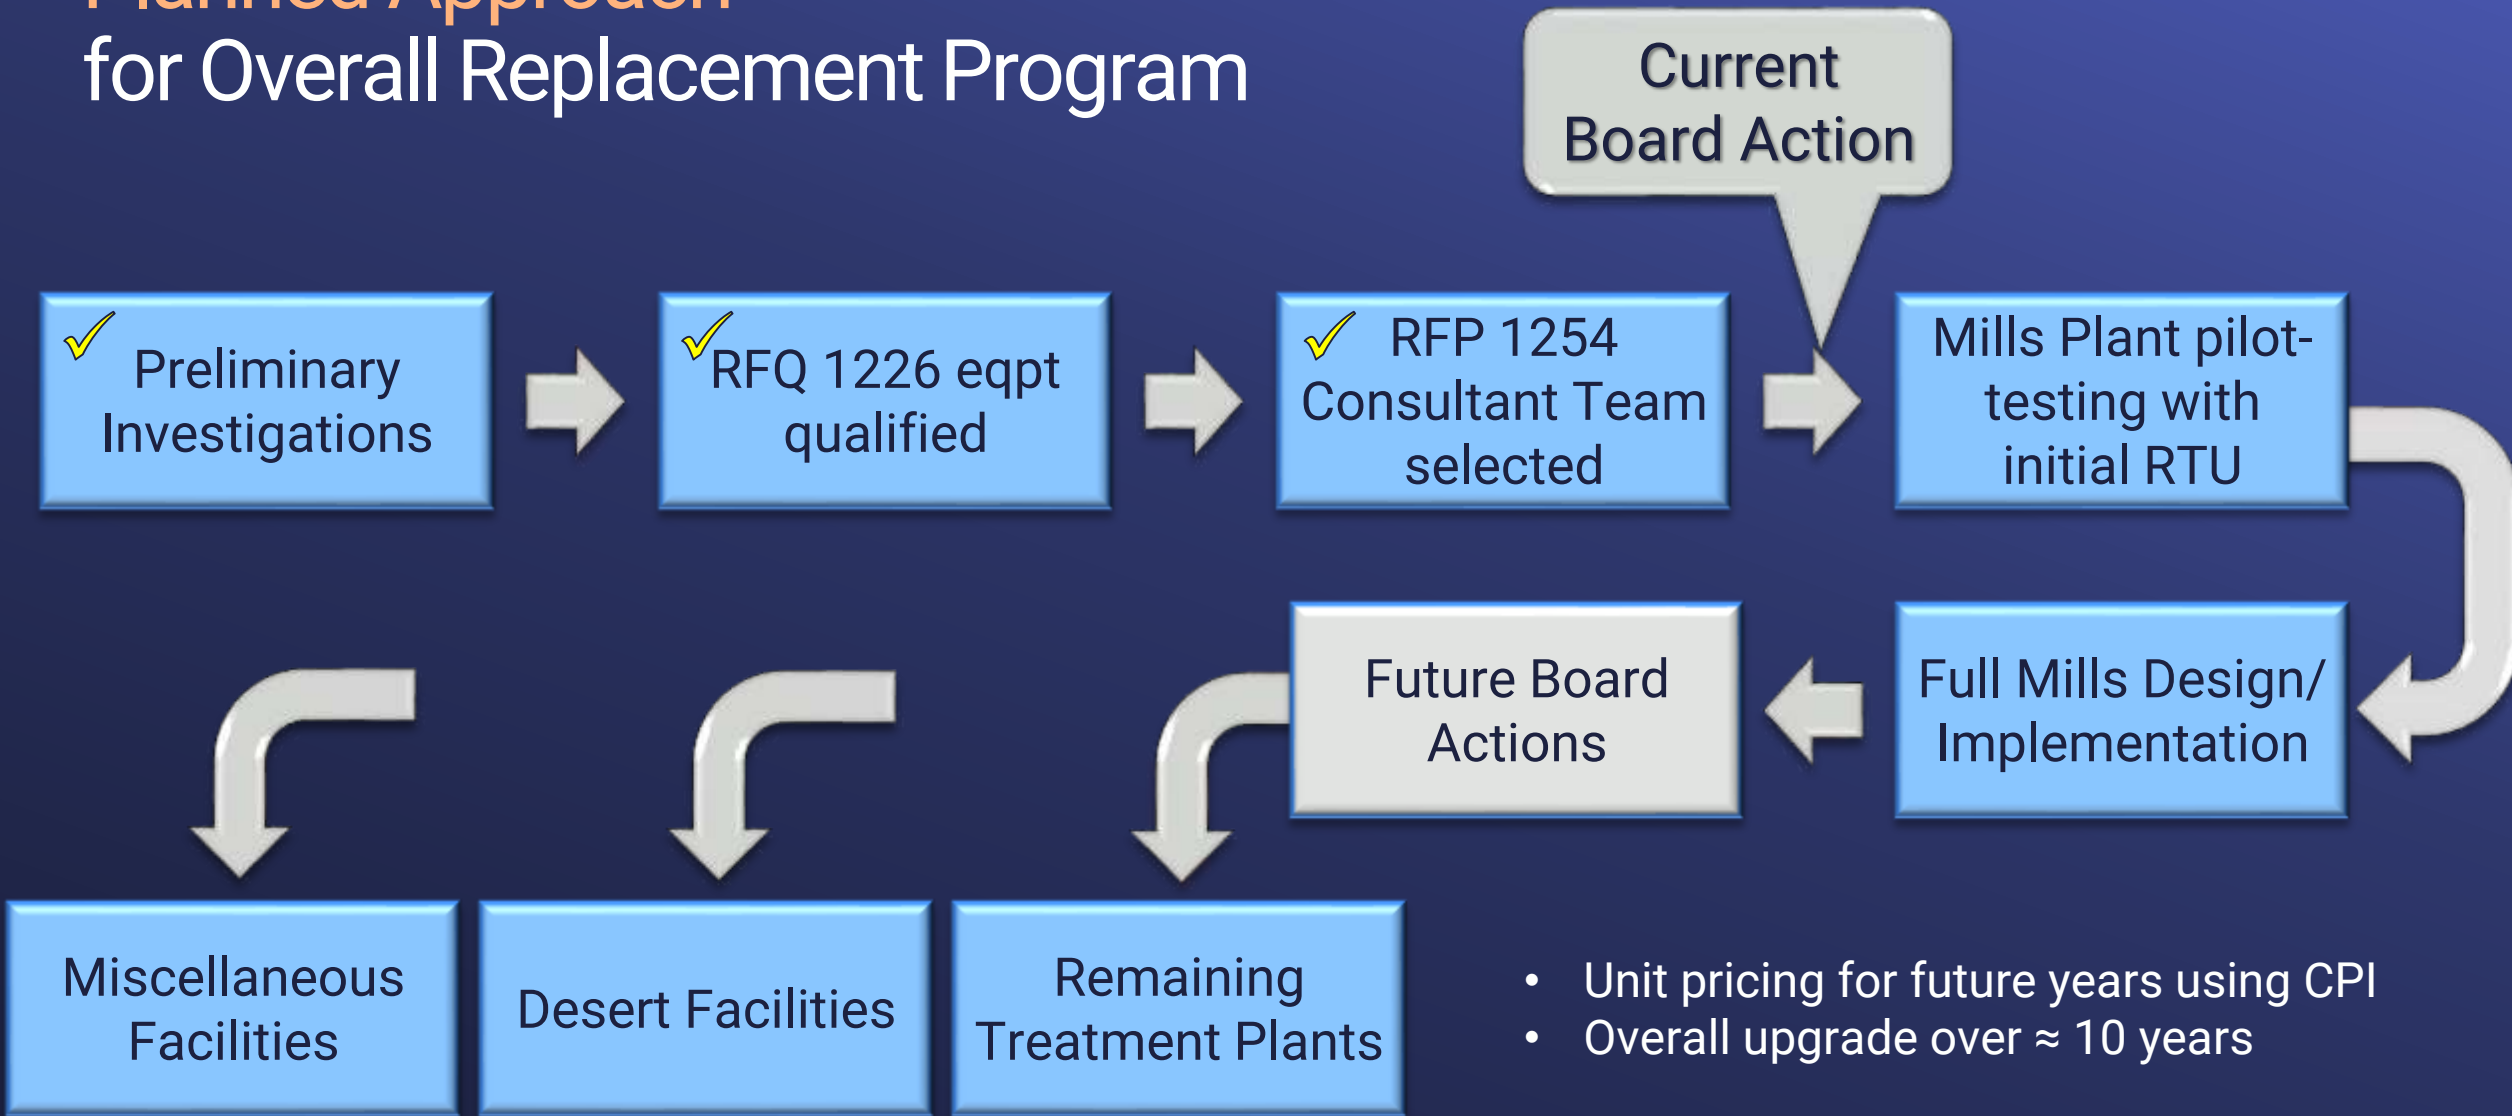 Planned Approach
for Overall Replacement Program
Current
Board Action
Preliminary
Investigations
RFQ 1226 eqpt
qualified
RFP 1254
Consultant Team
selected
Mills Plant pilot-
testing with
initial RTU
Future Board
Actions
Full Mills Design/
Implementation
Miscellaneous
Facilities
Desert Facilities
Remaining
Treatment Plants
• Unit pricing for future years using CPI
• Overall upgrade over ≈ 10 years